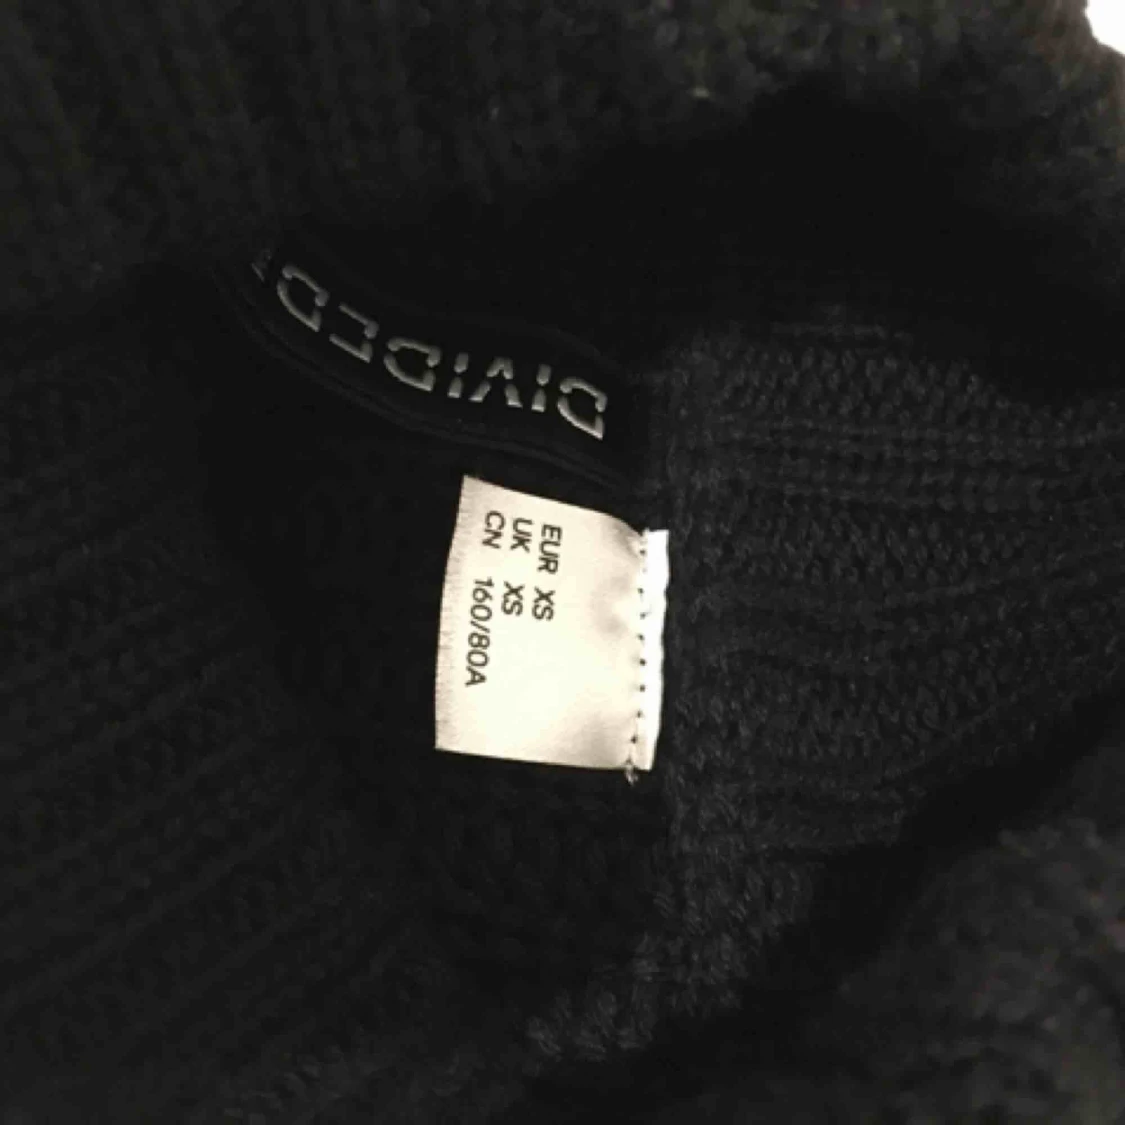 DIVIDED
EUR XS
UK XS
CN 160/80A